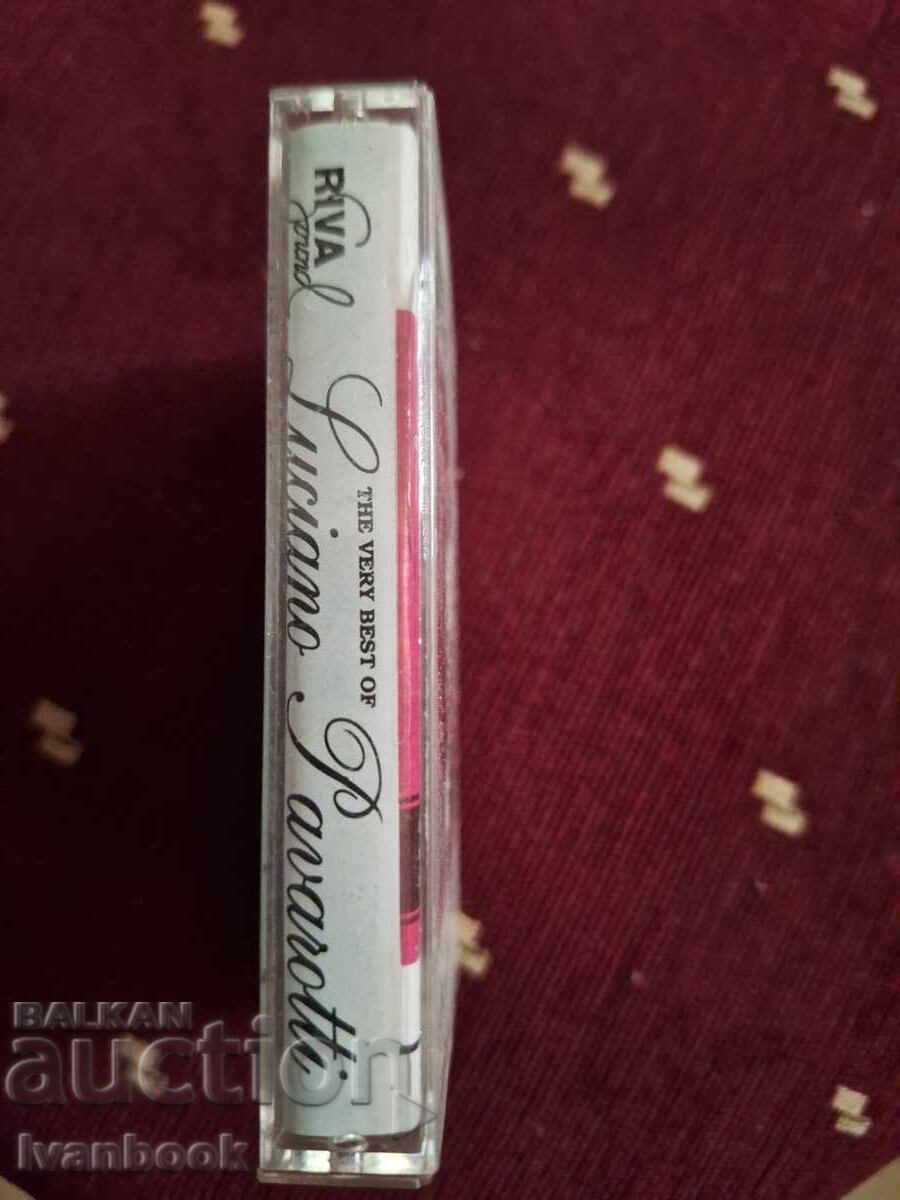 RIVA
Sound
THE VERY BEST OF
Luciano Pavarotti
BALKAN
auction
Ivanbook